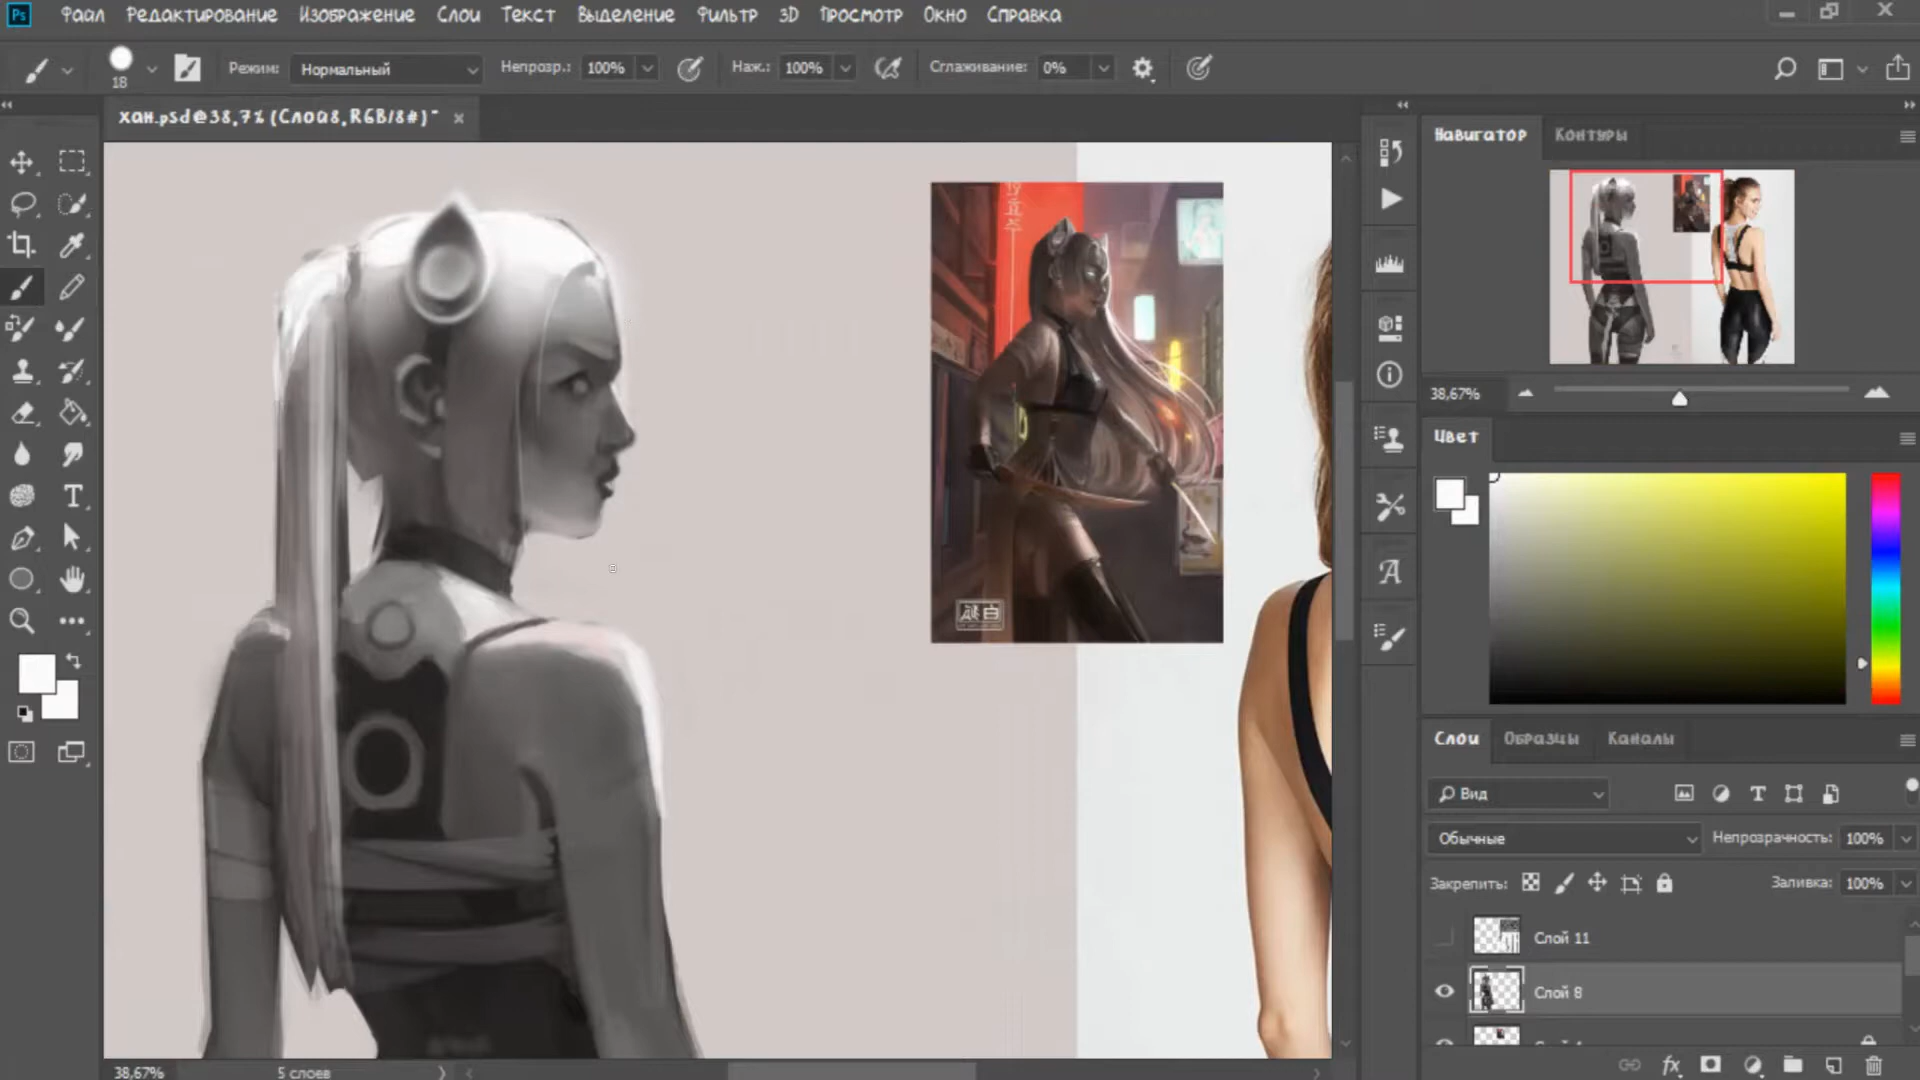 Ps Файл Редактирование Изображение Слои Текст Выделение Фильтр 3D Просмотр Окно Справка
18 Режим: Нормальный Непрозр.: 100% Наж.: 100% Сглаживание: 0%
хан.psd @ 38,7% (Слой 8, RGB/8#) * ×
Навигатор Контуры
38,67%
Цвет
Слои Образцы Каналы
Вид
Обычные Непрозрачность: 100%
Закрепить: Заливка: 100%
Слой 11
Слой 8
38,67% 5 слоев